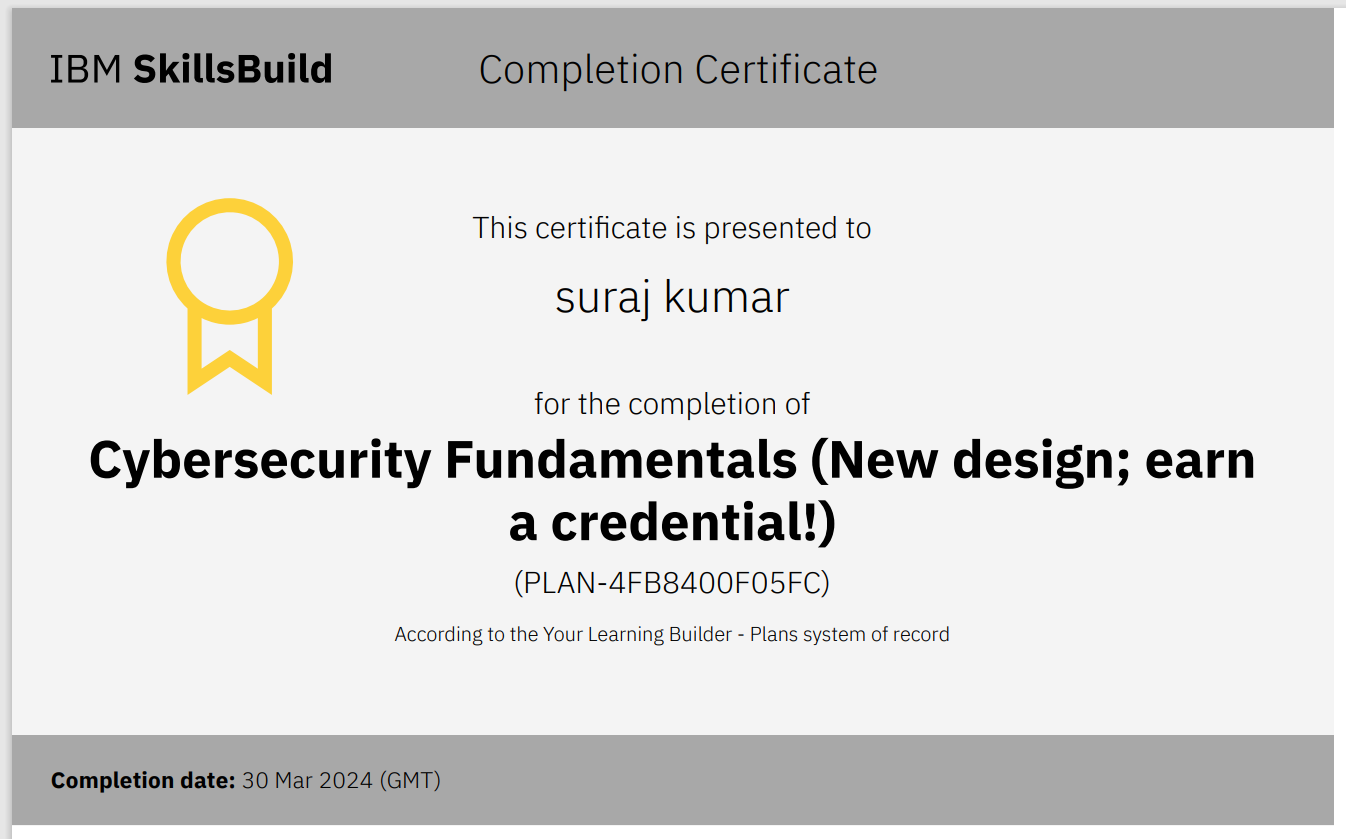 IBM SkillsBuild Completion Certificate
This certificate is presented to
suraj kumar
for the completion of
Cybersecurity Fundamentals (New design; earn
a credential!)
(PLAN-4FB8400F05FC)
According to the Your Learning Builder - Plans system of record
Completion date: 30 Mar 2024 (GMT)